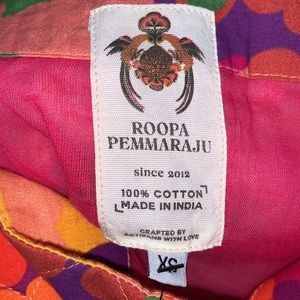 ROOPA
PEMMARAJU
since 2012
100% COTTON
MADE IN INDIA
CRAFTED BY
ARTISANS WITH LOVE
XS